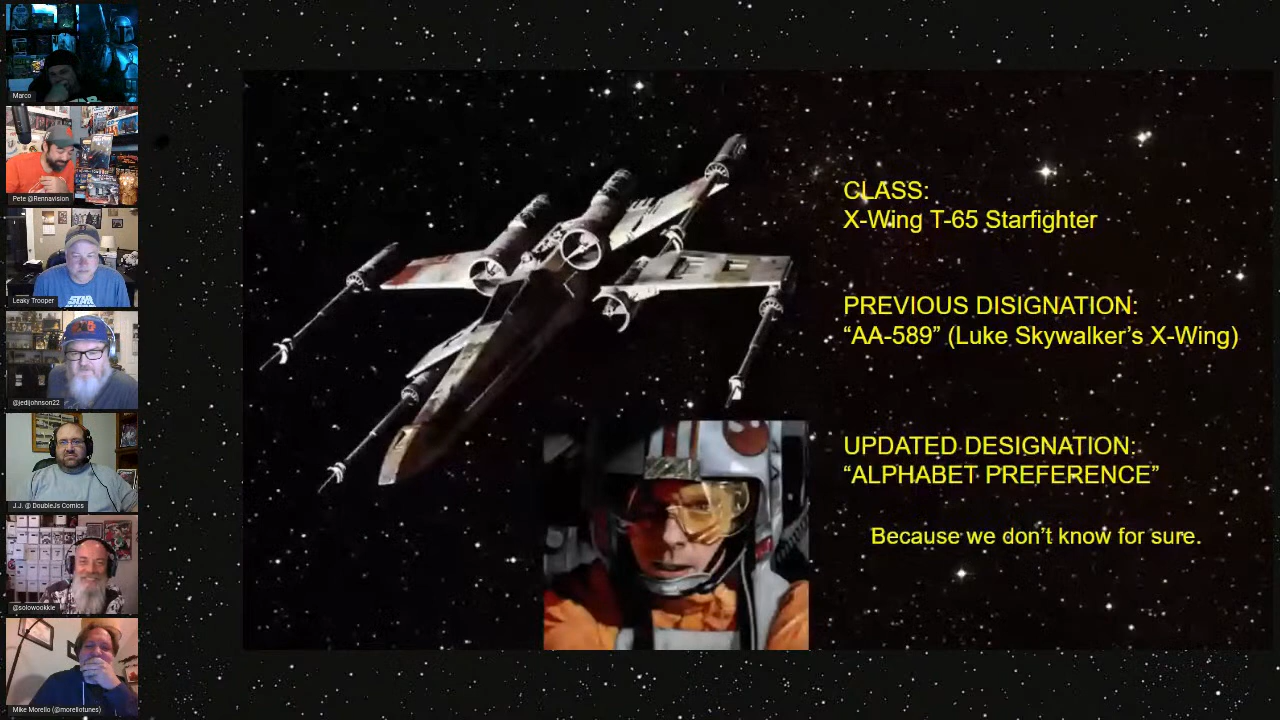 Marco
Pete @Rennavision
STAR
Leaky Trooper
@jedijohnson22
J.J. @ DoubleJs Comics
@solowookkie
Mike Morello (@morellotunes)
CLASS:
X-Wing T-65 Starfighter
PREVIOUS DISIGNATION:
“AA-589” (Luke Skywalker’s X-Wing)
UPDATED DESIGNATION:
“ALPHABET PREFERENCE”
Because we don’t know for sure.